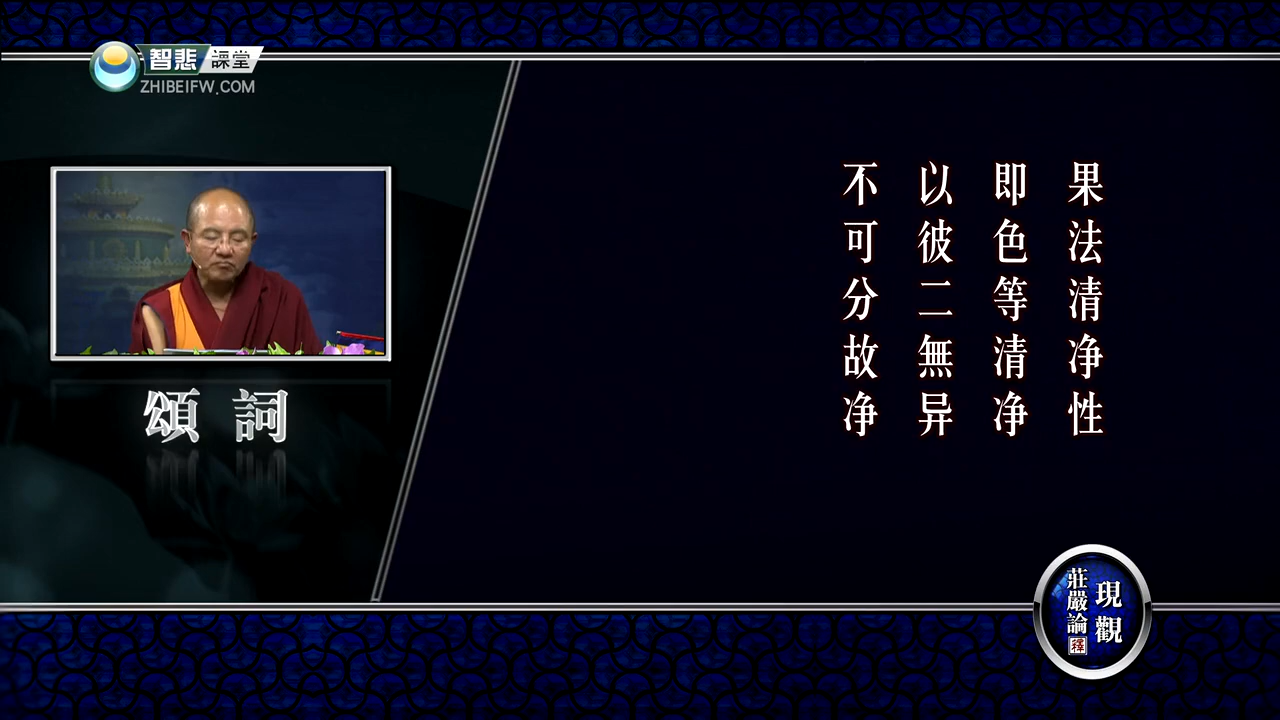 智悲課堂
ZHIBEIFW.COM
果法清净性
即色等清净
以彼二無异
不可分故净
頌詞
現觀
莊嚴論釋